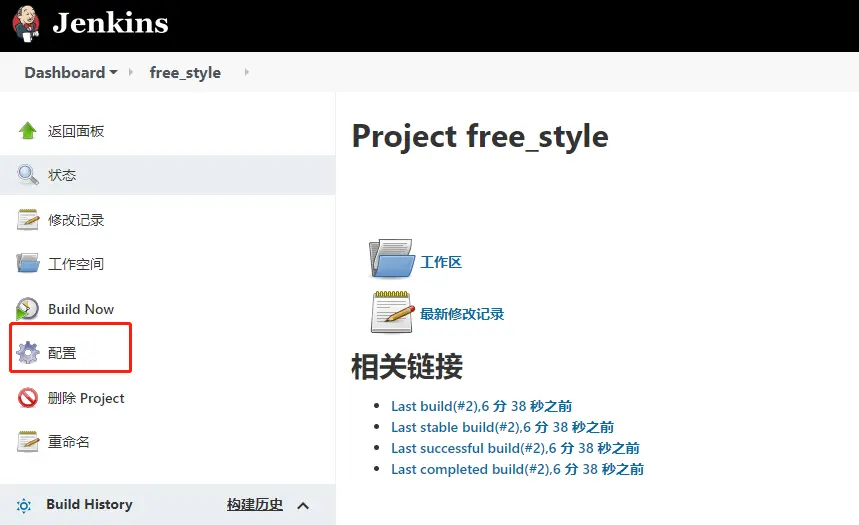 Jenkins
Dashboard free_style
返回面板
状态
修改记录
工作空间
Build Now
配置
删除 Project
重命名
Build History 构建历史
Project free_style
工作区
最新修改记录
相关链接
Last build(#2),6 分 38 秒之前
Last stable build(#2),6 分 38 秒之前
Last successful build(#2),6 分 38 秒之前
Last completed build(#2),6 分 38 秒之前